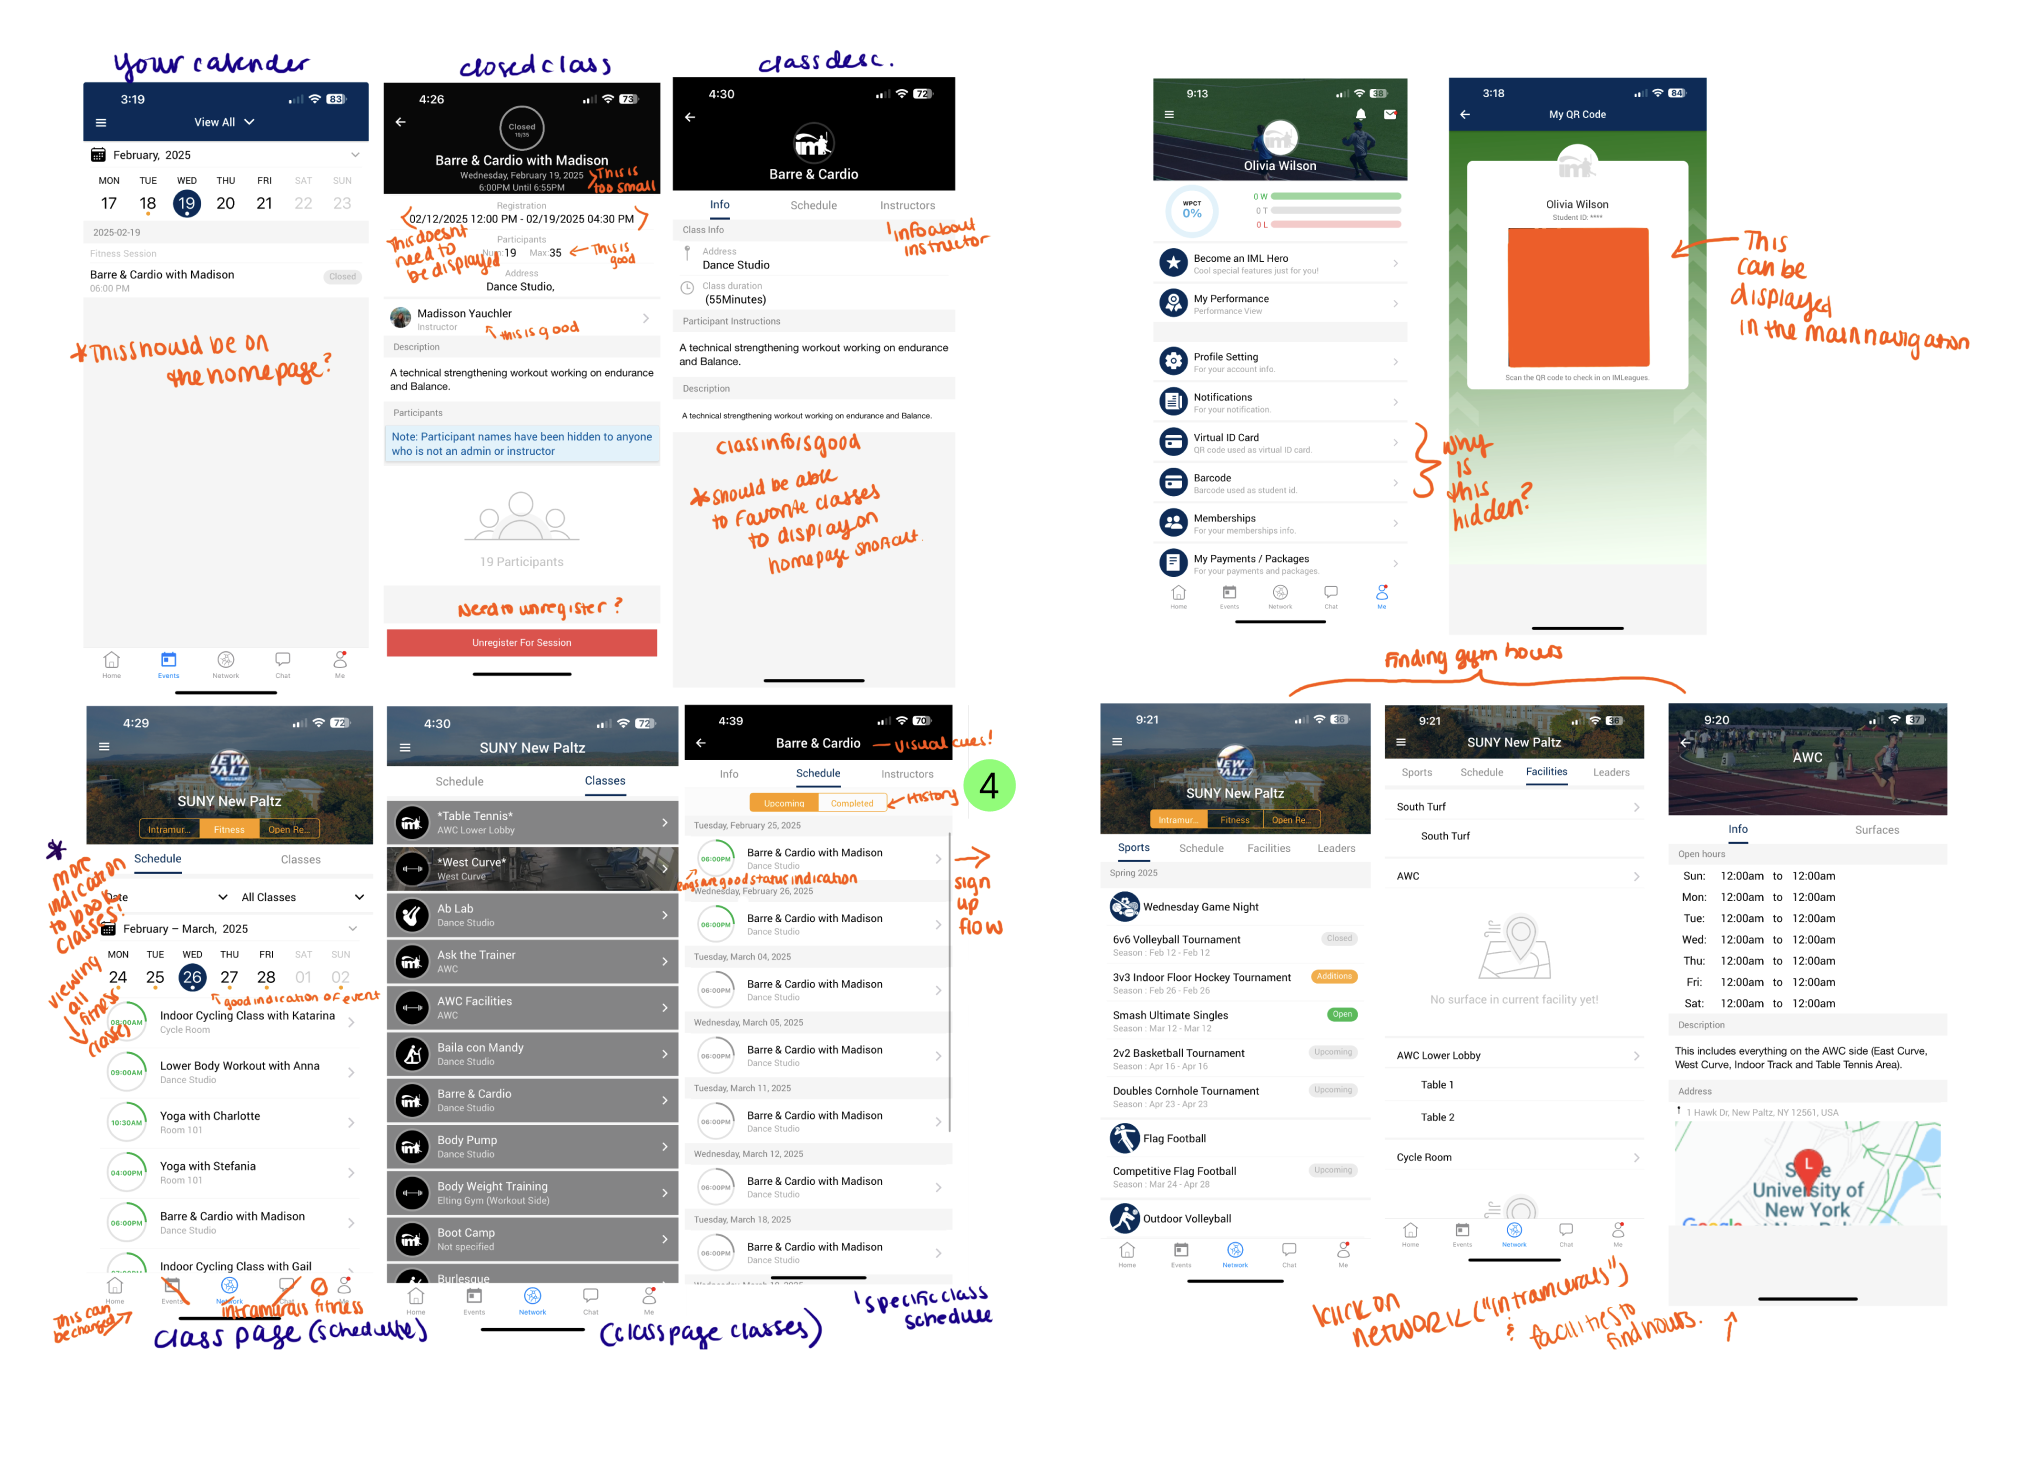 your calender
3:19
83
View All
February, 2025
MON TUE WED THU FRI SAT SUN
17 18 19 20 21 22 23
2025-02-19
Fitness Session
Barre & Cardio with Madison
Closed
06:00 PM
*This should be on
the homepage?
Home Events Network Chat Me
closed class
4:26
73
Closed
19/35
Barre & Cardio with Madison
Wednesday, February 19, 2025
6:00PM Until 6:55PM
This is
too small
Registration
02/12/2025 12:00 PM - 02/19/2025 04:30 PM
This doesnt
need to
be displayed
Participants
Num:19 Max:35
This is
good
Address
Dance Studio,
Madisson Yauchler
Instructor
this is good
Description
A technical strengthening workout working on endurance
and Balance.
Participants
Note: Participant names have been hidden to anyone
who is not an admin or instructor
19 Participants
Need to unregister?
Unregister For Session
class desc.
4:30
72
Barre & Cardio
Info Schedule Instructors
info about
instructor
Class Info
Address
Dance Studio
Class duration
(55Minutes)
Participant Instructions
A technical strengthening workout working on endurance
and Balance.
Description
A technical strengthening workout working on endurance and Balance.
class info is good
*should be able
to favorite classes
to display on
homepage shortcut.
9:13
38
Olivia Wilson
WPCT
0%
0 W
0 T
0 L
Become an IML Hero
Cool special features just for you!
My Performance
Performance View
Profile Setting
For your account info.
Notifications
For your notification.
Virtual ID Card
QR code used as virtual ID card.
Barcode
Barcode used as student id.
Memberships
For your memberships info.
My Payments / Packages
For your payments and packages.
Home Events Network Chat Me
why
is
this
hidden?
3:18
84
My QR Code
Olivia Wilson
Student ID: ****
Scan the QR code to check in on IMLeagues.
This
can be
displayed
in the main navigation
4:29
72
NEW
PALTZ
SUNY New Paltz
Intramur... Fitness Open Re...
Schedule Classes
*
more
indication
to book
classes!
All Classes
February – March, 2025
MON TUE WED THU FRI SAT SUN
24 25 26 27 28 01 02
good indication of event
viewing
all
fitness
classes
08:00AM
Indoor Cycling Class with Katarina
Cycle Room
09:00AM
Lower Body Workout with Anna
Dance Studio
10:30AM
Yoga with Charlotte
Room 101
04:00PM
Yoga with Stefania
Room 101
06:00PM
Barre & Cardio with Madison
Dance Studio
Indoor Cycling Class with Gail
Home Events Network Chat Me
intramurals fitness
This can
be changed
class page (schedule)
4:30
72
SUNY New Paltz
Schedule Classes
*Table Tennis*
AWC Lower Lobby
*West Curve*
West Curve
Ab Lab
Dance Studio
Ask the Trainer
AWC
AWC Facilities
AWC
Baila con Mandy
Dance Studio
Barre & Cardio
Dance Studio
Body Pump
Dance Studio
Body Weight Training
Elting Gym (Workout Side)
Boot Camp
Not specified
Burlesque
Home Events Network Chat Me
(class page classes)
4:39
70
Barre & Cardio
visual cues!
Info Schedule Instructors
4
Upcoming Completed
History
Tuesday, February 25, 2025
06:00PM
Barre & Cardio with Madison
Dance Studio
rings are good status indication
Wednesday, February 26, 2025
06:00PM
Barre & Cardio with Madison
Dance Studio
Tuesday, March 04, 2025
06:00PM
Barre & Cardio with Madison
Dance Studio
Wednesday, March 05, 2025
06:00PM
Barre & Cardio with Madison
Dance Studio
Tuesday, March 11, 2025
06:00PM
Barre & Cardio with Madison
Dance Studio
Wednesday, March 12, 2025
06:00PM
Barre & Cardio with Madison
Dance Studio
Tuesday, March 18, 2025
06:00PM
Barre & Cardio with Madison
Dance Studio
sign
up
flow
specific class
schedule
Finding gym hours
9:21
36
NEW
PALTZ
SUNY New Paltz
Intramur... Fitness Open Re...
Sports Schedule Facilities Leaders
Spring 2025
Wednesday Game Night
6v6 Volleyball Tournament
Closed
Season : Feb 12 - Feb 12
3v3 Indoor Floor Hockey Tournament
Additions
Season : Feb 26 - Feb 26
Smash Ultimate Singles
Open
Season : Mar 12 - Mar 12
2v2 Basketball Tournament
Upcoming
Season : Apr 16 - Apr 16
Doubles Cornhole Tournament
Upcoming
Season : Apr 23 - Apr 23
Flag Football
Competitive Flag Football
Upcoming
Season : Mar 24 - Apr 28
Outdoor Volleyball
Home Events Network Chat Me
9:21
36
SUNY New Paltz
Sports Schedule Facilities Leaders
South Turf
South Turf
AWC
No surface in current facility yet!
AWC Lower Lobby
Table 1
Table 2
Cycle Room
Home Events Network Chat Me
9:20
37
AWC
Info Surfaces
Open hours
Sun: 12:00am to 12:00am
Mon: 12:00am to 12:00am
Tue: 12:00am to 12:00am
Wed: 12:00am to 12:00am
Thu: 12:00am to 12:00am
Fri: 12:00am to 12:00am
Sat: 12:00am to 12:00am
Description
This includes everything on the AWC side (East Curve,
West Curve, Indoor Track and Table Tennis Area).
Address
1 Hawk Dr, New Paltz, NY 12561, USA
L
State
University of
New York
Google
klick on
network ("intramurals")
& facilities to
find hours.